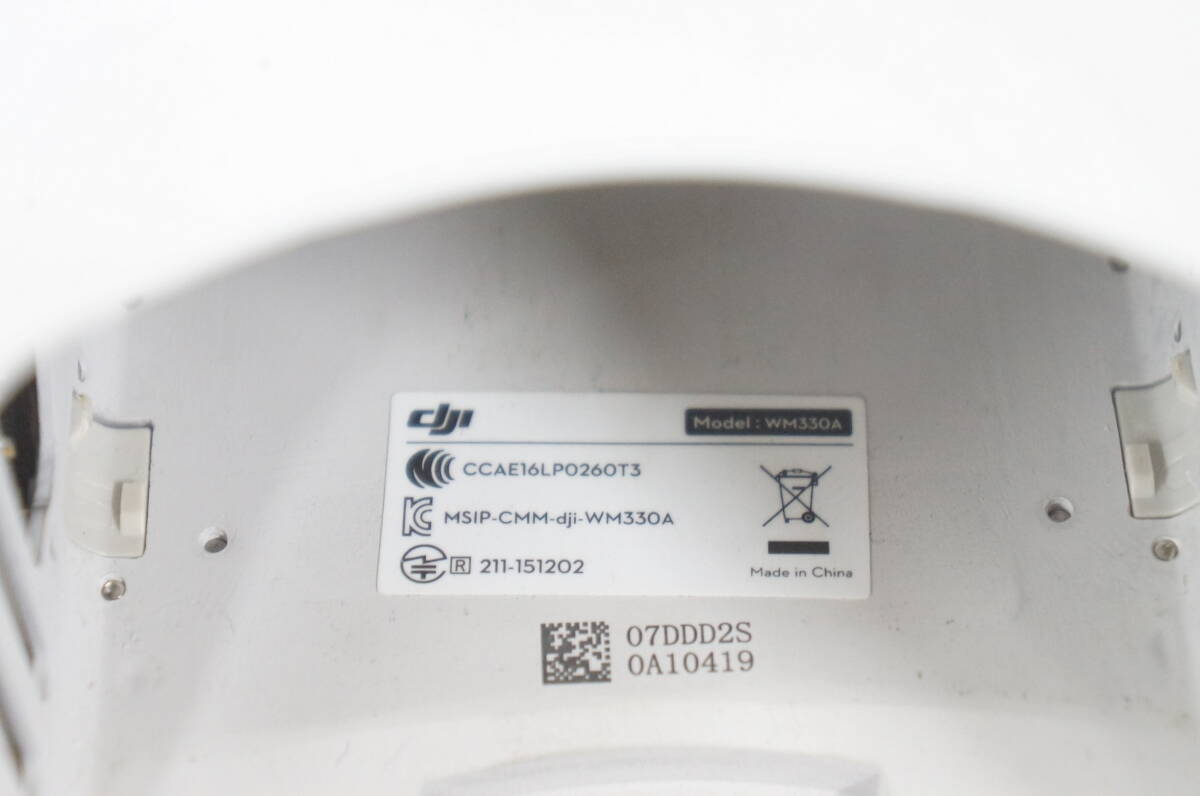 dji
Model : WM330A
CCAE16LP0260T3
MSIP-CMM-dji-WM330A
R 211-151202
Made in China
07DDD2S
0A10419